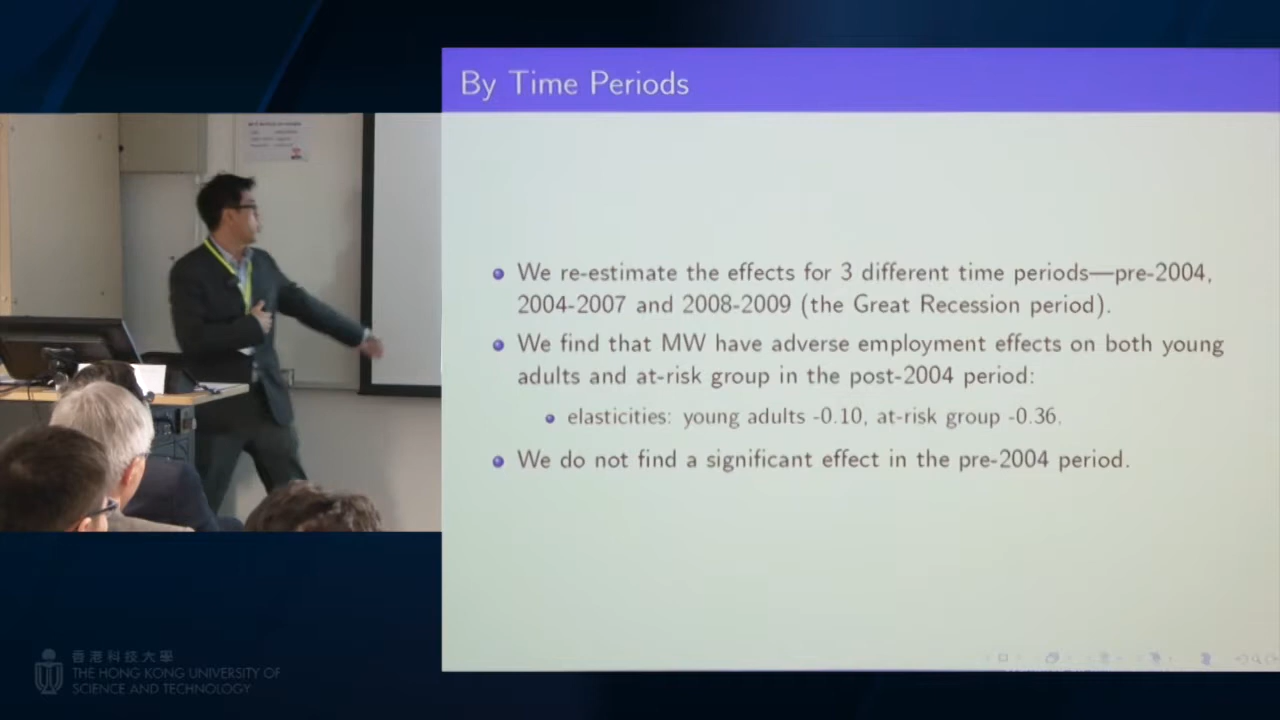 By Time Periods
We re-estimate the effects for 3 different time periods—pre-2004,
2004-2007 and 2008-2009 (the Great Recession period).
We find that MW have adverse employment effects on both young
adults and at-risk group in the post-2004 period:
elasticities: young adults -0.10, at-risk group -0.36.
We do not find a significant effect in the pre-2004 period.
香港科技大學
THE HONG KONG UNIVERSITY OF
SCIENCE AND TECHNOLOGY